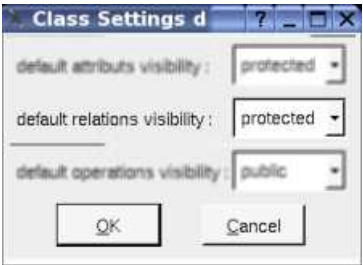 Class Settings d
default attributs visibility : protected
default relations visibility : protected
default operations visibility : public
OK Cancel